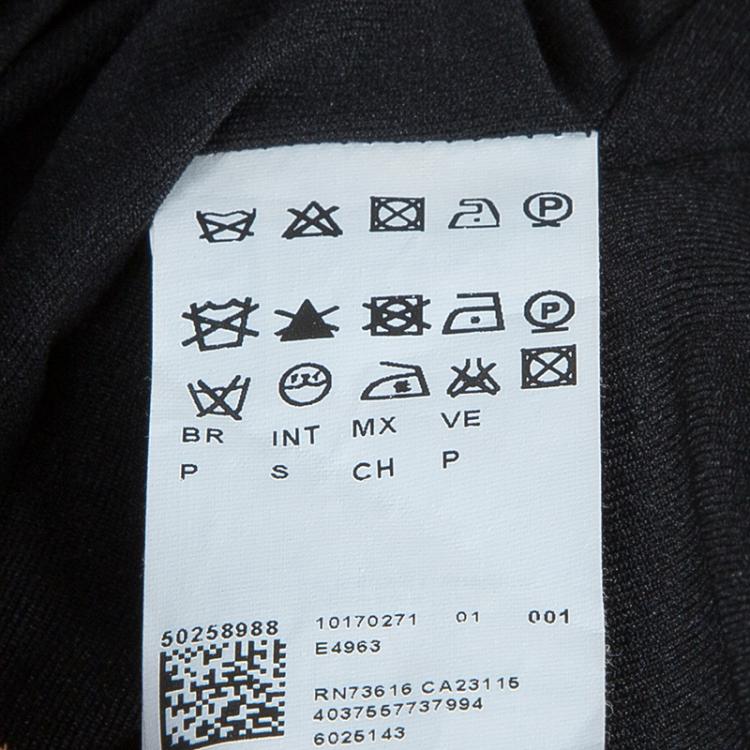 P
P
BR INT MX VE
P S CH P
50258988 10170271 01 001
E4963
RN73616 CA23115
4037557737994
6025143